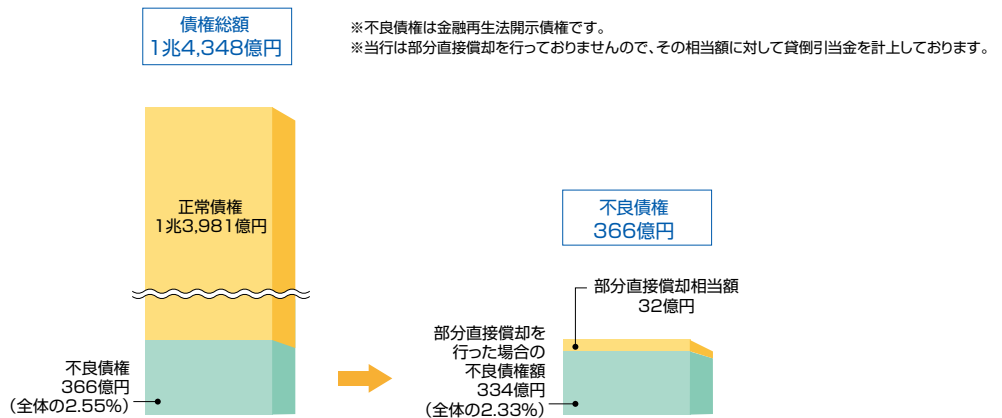 債権総額
1兆4,348億円
※不良債権は金融再生法開示債権です。
※当行は部分直接償却を行っておりませんので、その相当額に対して貸倒引当金を計上しております。
正常債権
1兆3,981億円
不良債権
366億円
(全体の2.55%)
不良債権
366億円
部分直接償却相当額
32億円
部分直接償却を
行った場合の
不良債権額
334億円
(全体の2.33%)